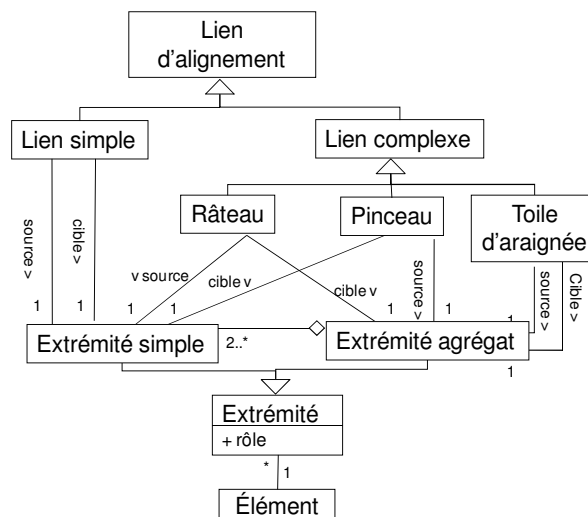 Lien
d'alignement
Lien simple
Lien complexe
Râteau
Pinceau
Toile
d'araignée
source >
cible >
v source
cible v
cible v
source >
source >
Cible >
1
1
1
1
1
1
1
1
Extrémité simple
2..*
Extrémité agrégat
Extrémité
+ rôle
*
1
Élément